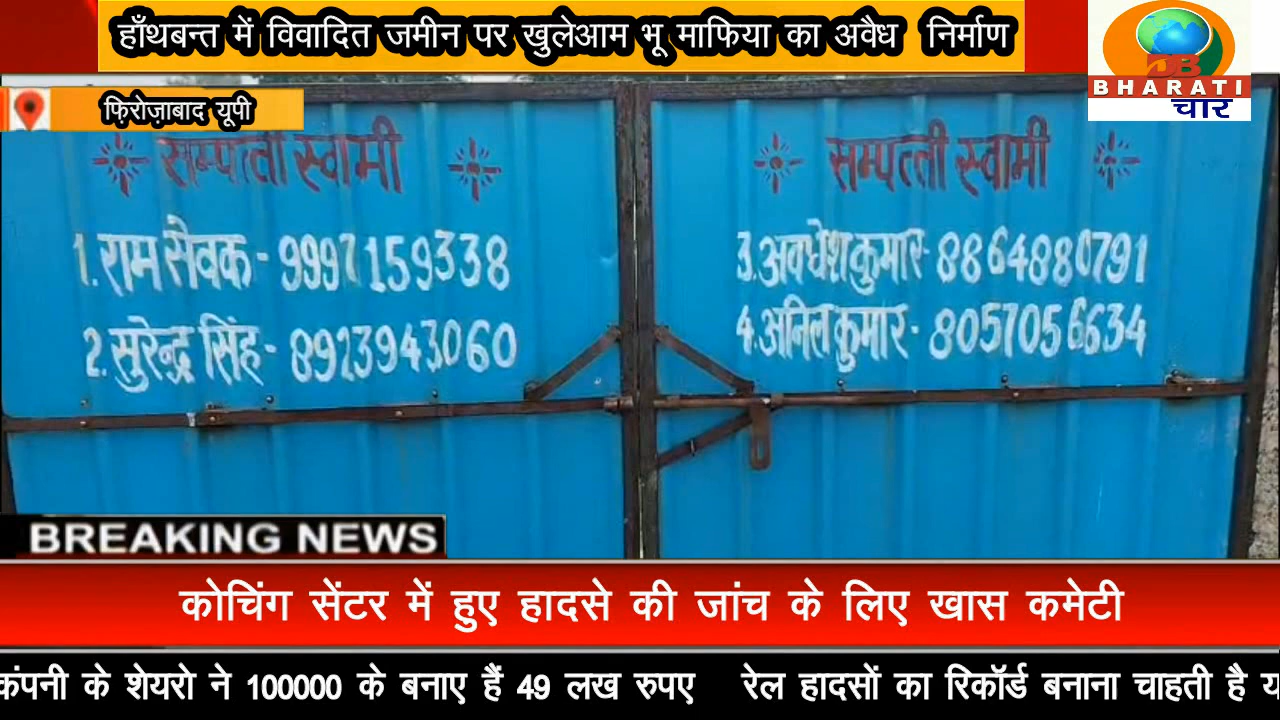 हाँथबन्त में विवादित जमीन पर खुलेआम भू माफिया का अवैध निर्माण
JB
BHARATI
चार
फ़िरोज़ाबाद यूपी
सम्पत्ती स्वामी
1. राम सेवक - 9997159338
2. सुरेन्द्र सिंह - 8923943060
सम्पत्ती स्वामी
3. अवधेश कुमार - 8864880791
4. अनिल कुमार - 8057056634
BREAKING NEWS
कोचिंग सेंटर में हुए हादसे की जांच के लिए खास कमेटी
कंपनी के शेयरो ने 100000 के बनाए हैं 49 लख रुपए रेल हादसों का रिकॉर्ड बनाना चाहती है